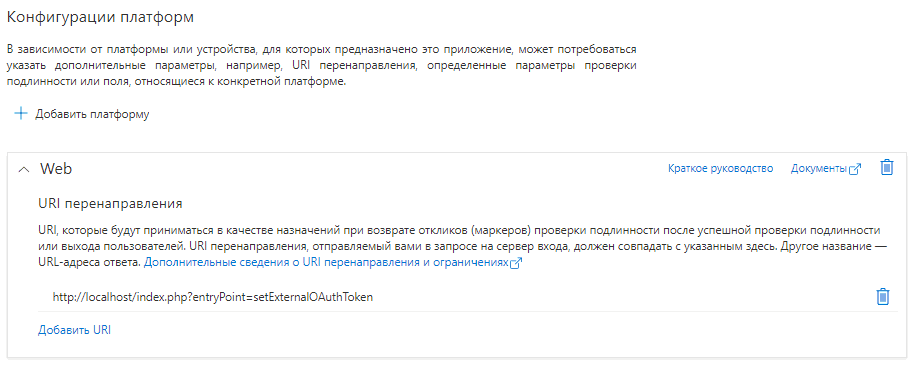 Конфигурации платформ
В зависимости от платформы или устройства, для которых предназначено это приложение, может потребоваться
указать дополнительные параметры, например, URI перенаправления, определенные параметры проверки
подлинности или поля, относящиеся к конкретной платформе.
Добавить платформу
Web Краткое руководство Документы
URI перенаправления
URI, которые будут приниматься в качестве назначений при возврате откликов (маркеров) проверки подлинности после успешной проверки подлинности
или выхода пользователей. URI перенаправления, отправляемый вами в запросе на сервер входа, должен совпадать с указанным здесь. Другое название —
URL-адреса ответа. Дополнительные сведения о URI перенаправления и ограничениях
http://localhost/index.php?entryPoint=setExternalOAuthToken
Добавить URI